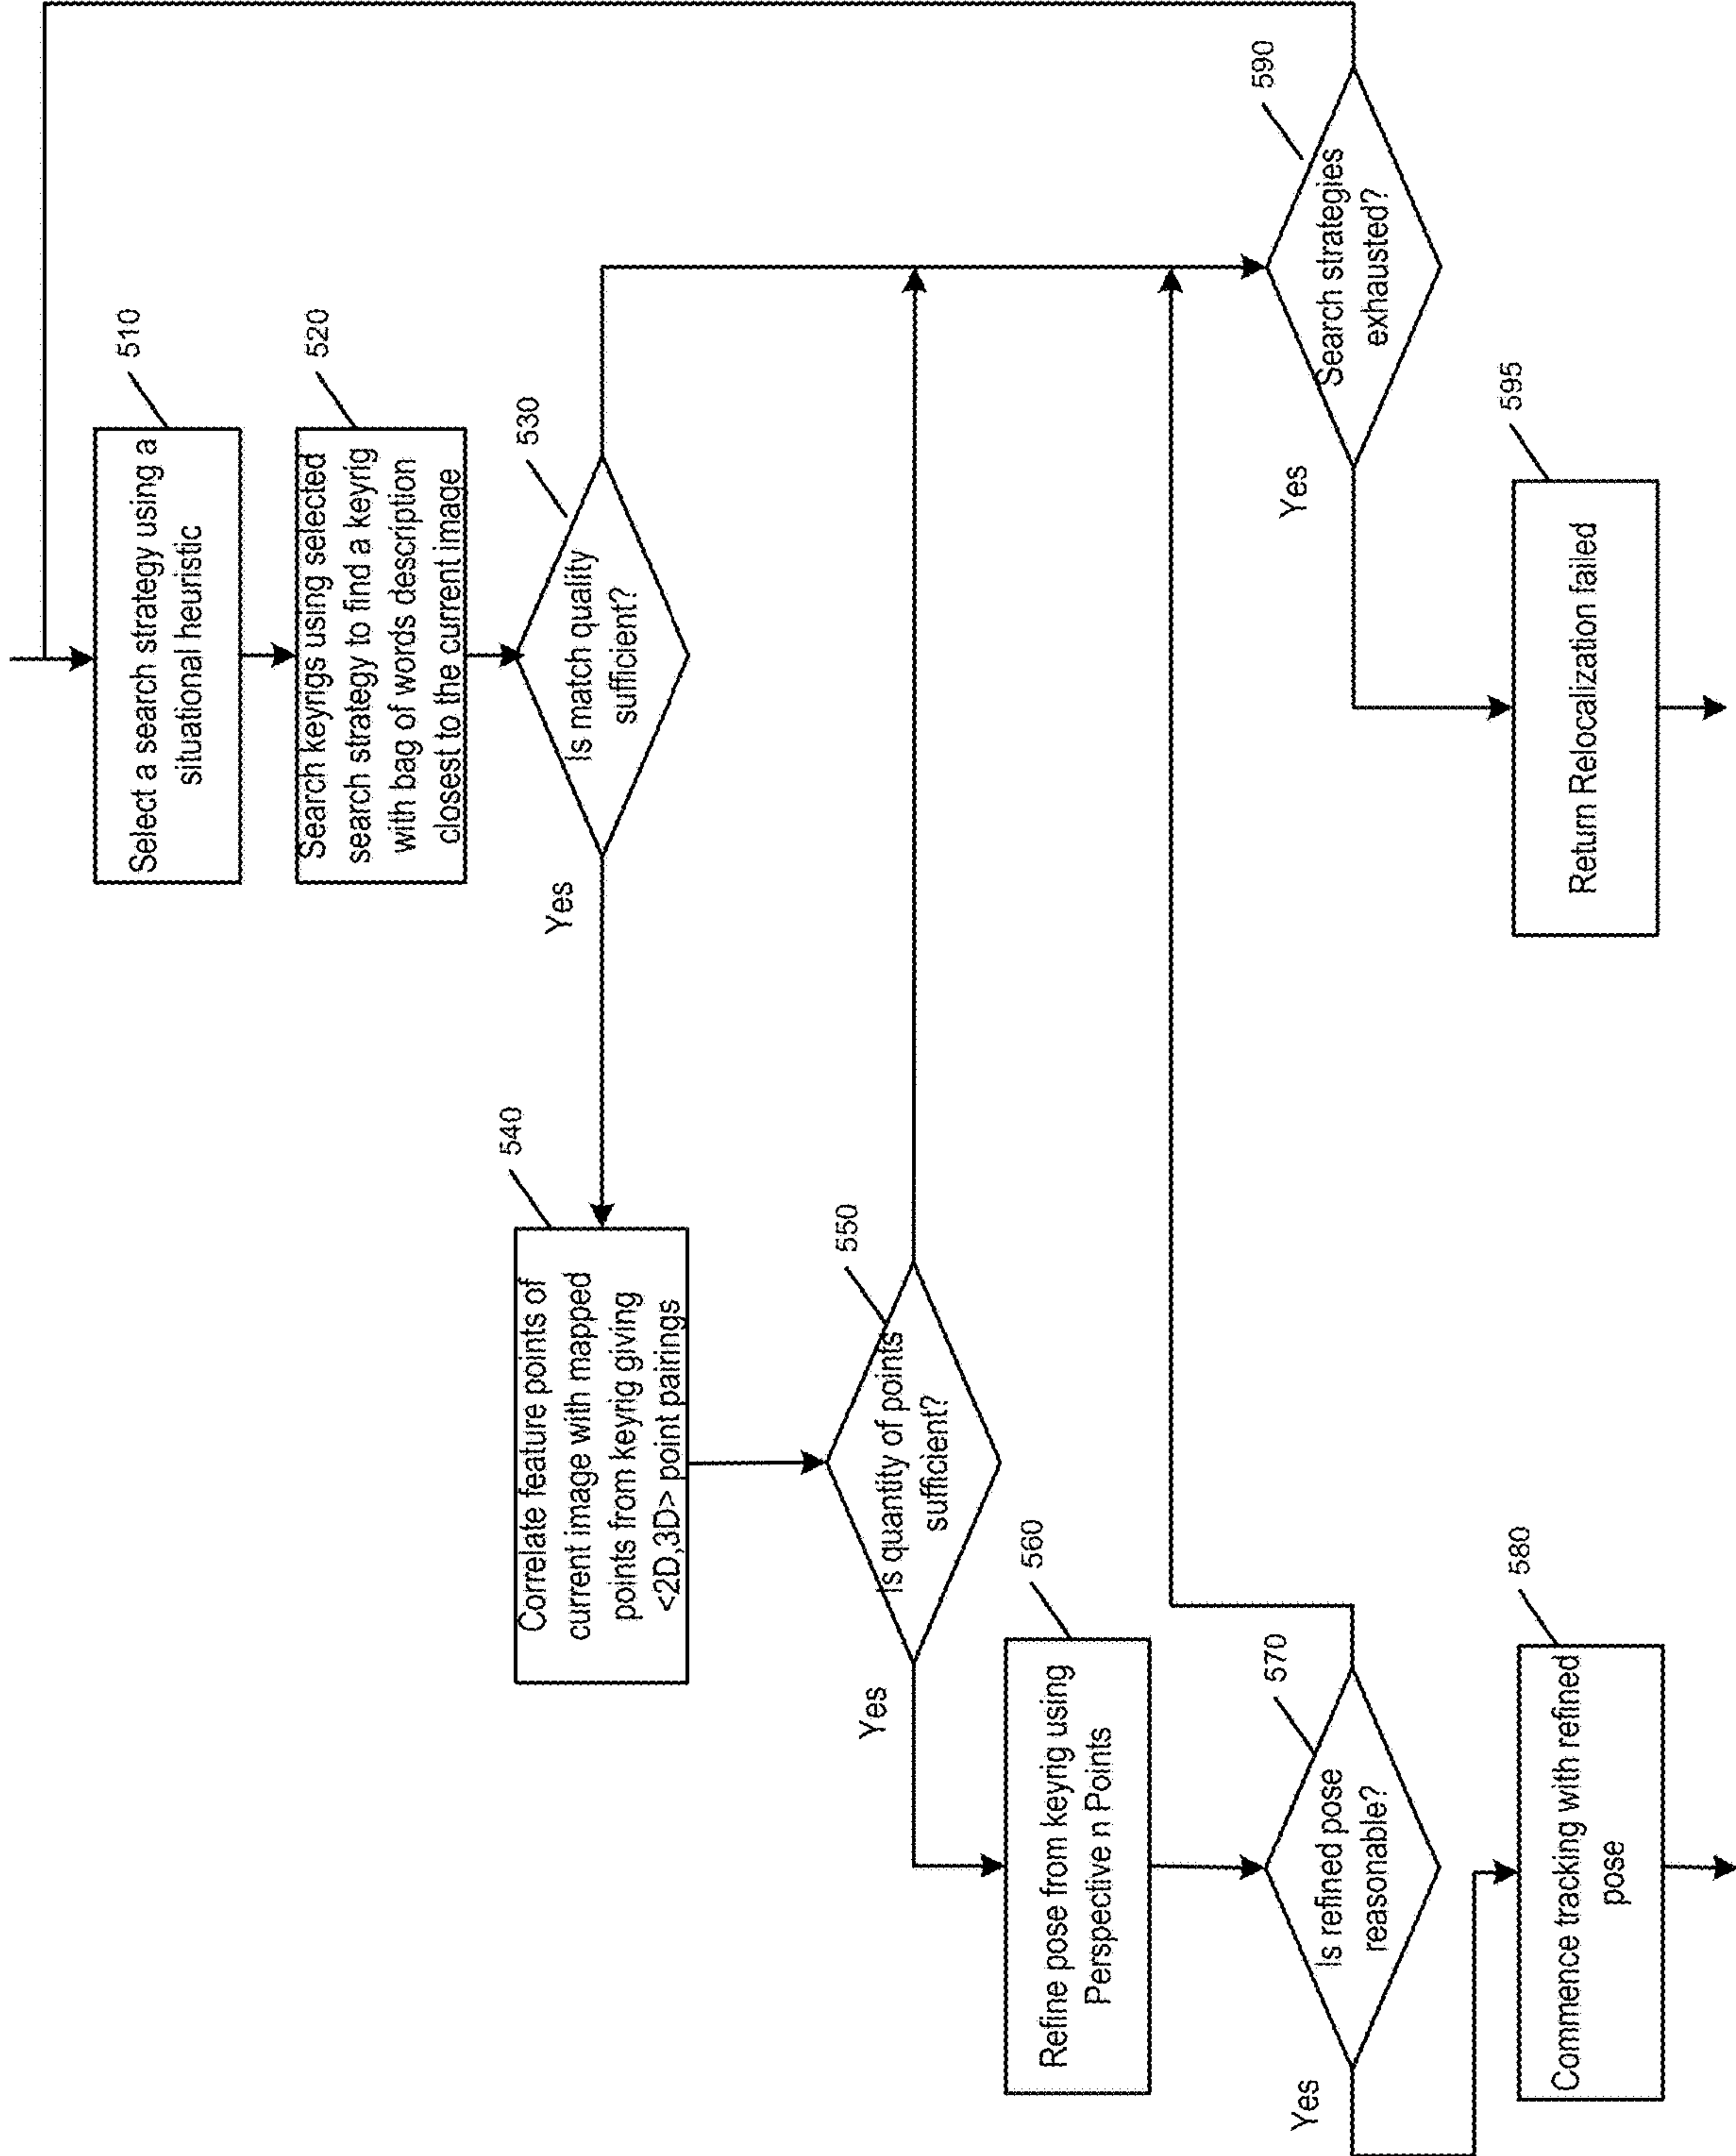 510
Select a search strategy using a
situational heuristic
520
Search keyrigs using selected
search strategy to find a keyrig
with bag of words description
closest to the current image
530
Is match quality
sufficient?
Yes
540
Correlate feature points of
current image with mapped
points from keyrig giving
<2D,3D> point pairings
550
Is quantity of points
sufficient?
Yes
560
Refine pose from keyrig using
Perspective n Points
570
Is refined pose
reasonable?
Yes
580
Commence tracking with refined
pose
590
Search strategies
exhausted?
Yes
595
Return Relocalization failed